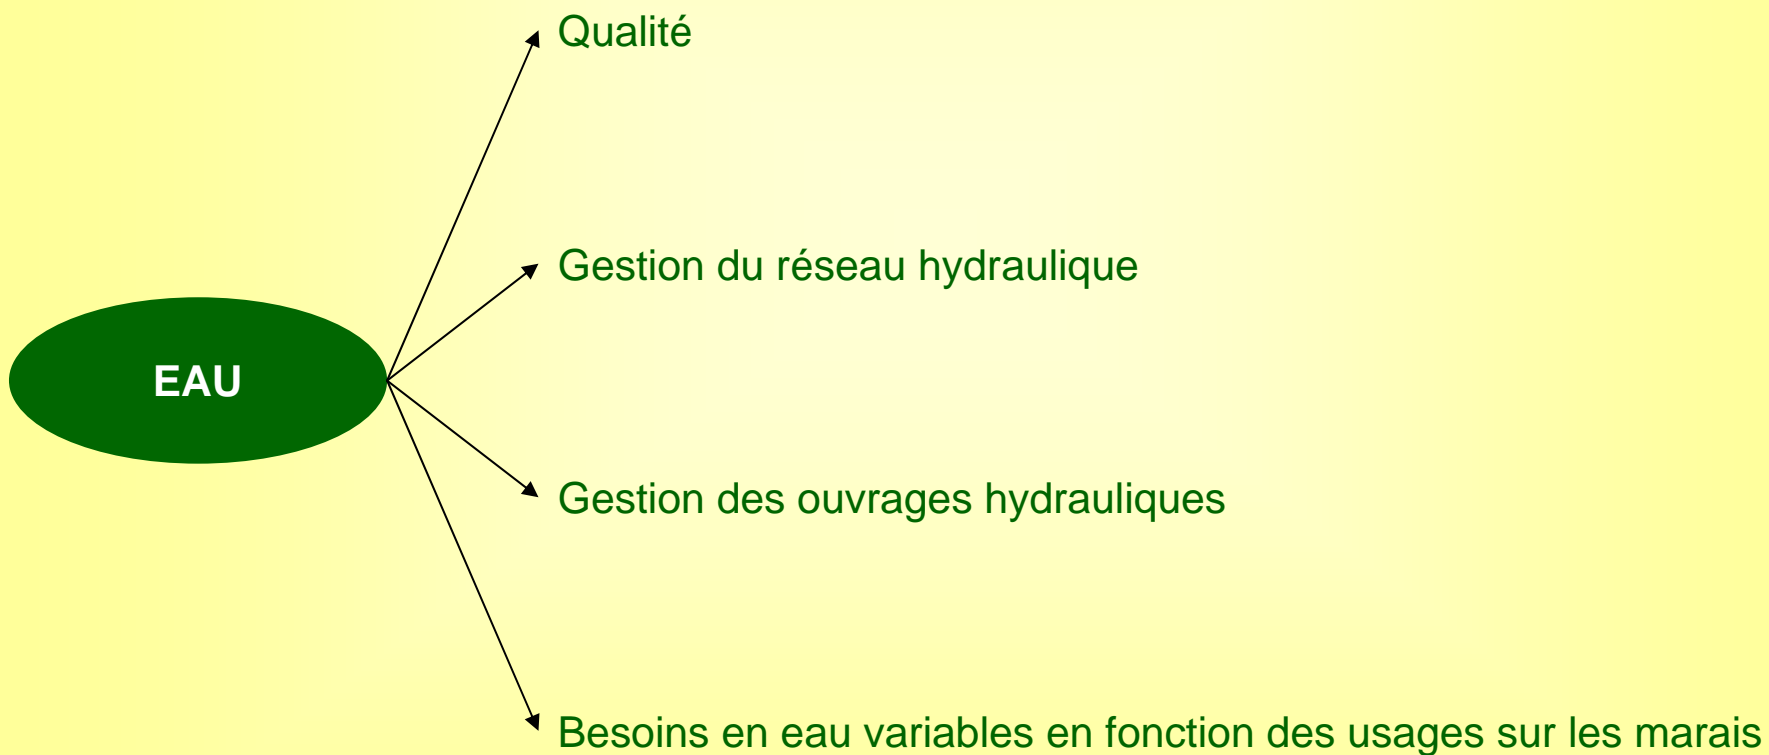 Qualité
Gestion du réseau hydraulique
EAU
Gestion des ouvrages hydrauliques
Besoins en eau variables en fonction des usages sur les marais